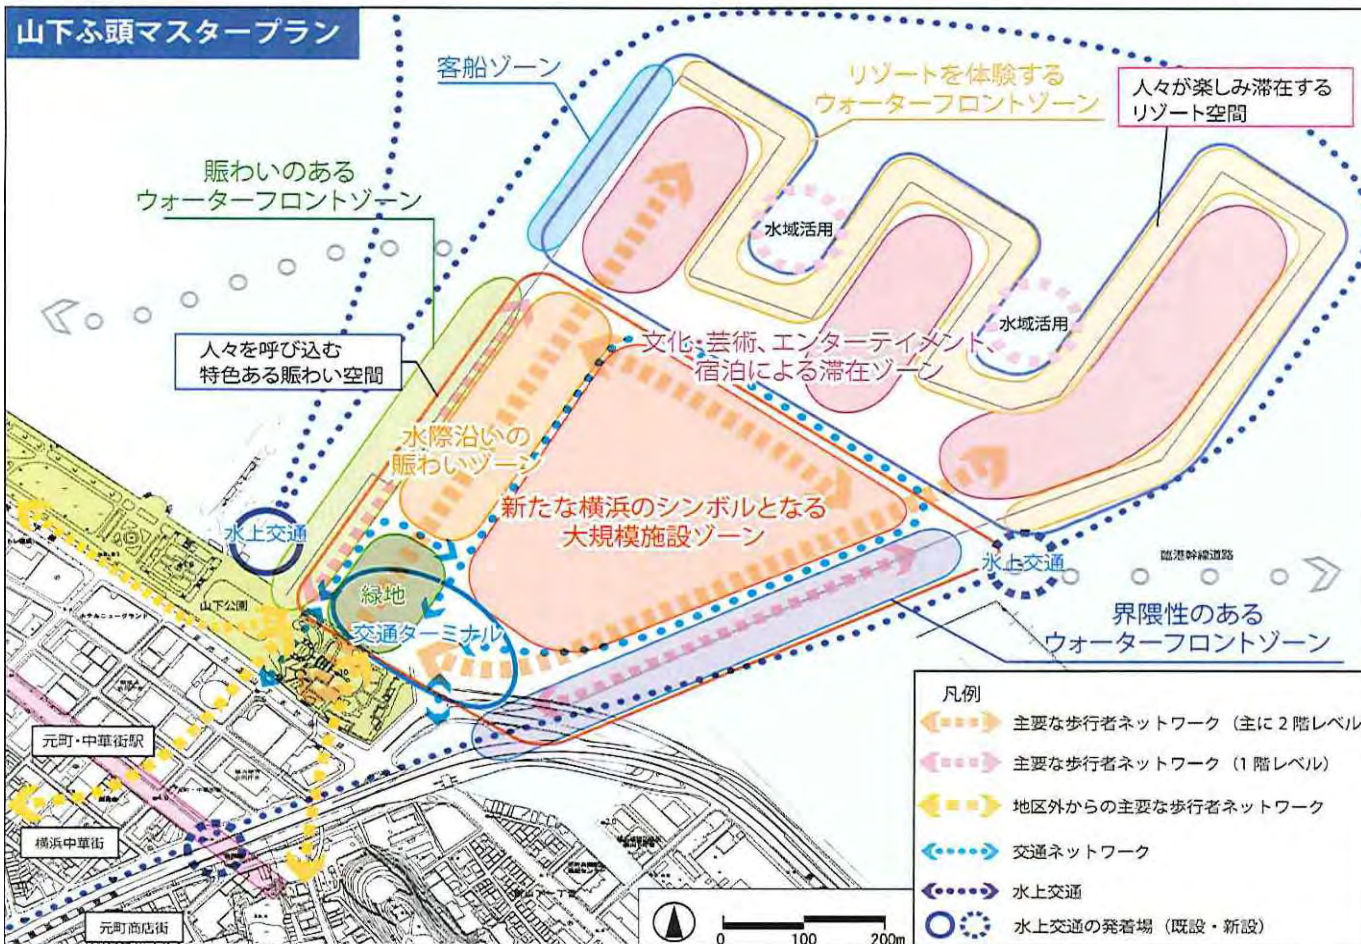 山下ふ頭マスタープラン
客船ゾーン
リゾートを体験する
ウォーターフロントゾーン
人々が楽しみ滞在する
リゾート空間
賑わいのある
ウォーターフロントゾーン
水域活用
水域活用
人々を呼び込む
特色ある賑わい空間
文化・芸術、エンターテイメント
宿泊による滞在ゾーン
水際沿いの
賑わいゾーン
新たな横浜のシンボルとなる
大規模施設ゾーン
水上交通
水上交通
臨港幹線道路
緑地
交通ターミナル
山下公園
ホテルニューグランド
界隈性のある
ウォーターフロントゾーン
元町・中華街駅
横浜中華街
元町商店街
凡例
主要な歩行者ネットワーク（主に2階レベル
主要な歩行者ネットワーク（1階レベル）
地区外からの主要な歩行者ネットワーク
交通ネットワーク
水上交通
水上交通の発着場（既設・新設）
0 100 200m